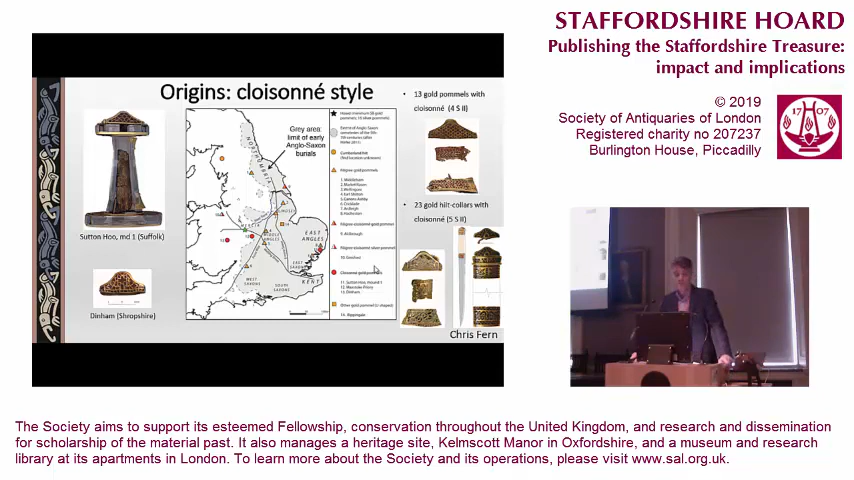 STAFFORDSHIRE HOARD
Publishing the Staffordshire Treasure:
impact and implications
© 2019
Society of Antiquaries of London
Registered charity no 207237
Burlington House, Piccadilly
17 07
Origins: cloisonné style
• 13 gold pommels with
cloisonné (4 S II)
Grey area:
limit of early
Anglo-Saxon
burials
NORTHUMBRIA
MERCIA
EAST
ANGLES
WEST
SAXONS
SOUTH
SAXONS
KENT
• 23 gold hilt-collars with
cloisonné (5 S II)
Sutton Hoo, md 1 (Suffolk)
Dinham (Shropshire)
Chris Fern
The Society aims to support its esteemed Fellowship, conservation throughout the United Kingdom, and research and dissemination
for scholarship of the material past. It also manages a heritage site, Kelmscott Manor in Oxfordshire, and a museum and research
library at its apartments in London. To learn more about the Society and its operations, please visit www.sal.org.uk.